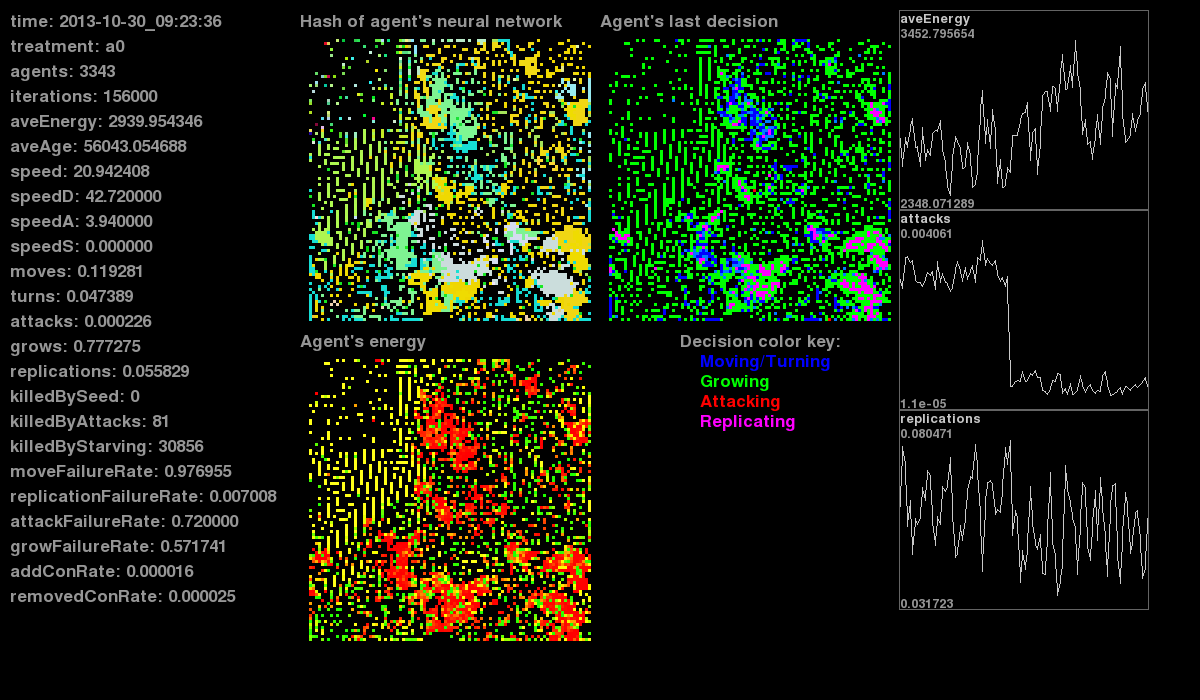 time: 2013-10-30_09:23:36
treatment: a0
agents: 3343
iterations: 156000
aveEnergy: 2939.954346
aveAge: 56043.054688
speed: 20.942408
speedD: 42.720000
speedA: 3.940000
speedS: 0.000000
moves: 0.119281
turns: 0.047389
attacks: 0.000226
grows: 0.777275
replications: 0.055829
killedBySeed: 0
killedByAttacks: 81
killedByStarving: 30856
moveFailureRate: 0.976955
replicationFailureRate: 0.007008
attackFailureRate: 0.720000
growFailureRate: 0.571741
addConRate: 0.000016
removedConRate: 0.000025
Hash of agent's neural network
Agent's last decision
Agent's energy
Decision color key:
Moving/Turning
Growing
Attacking
Replicating
aveEnergy
3452.795654
2348.071289
attacks
0.004061
1.1e-05
replications
0.080471
0.031723